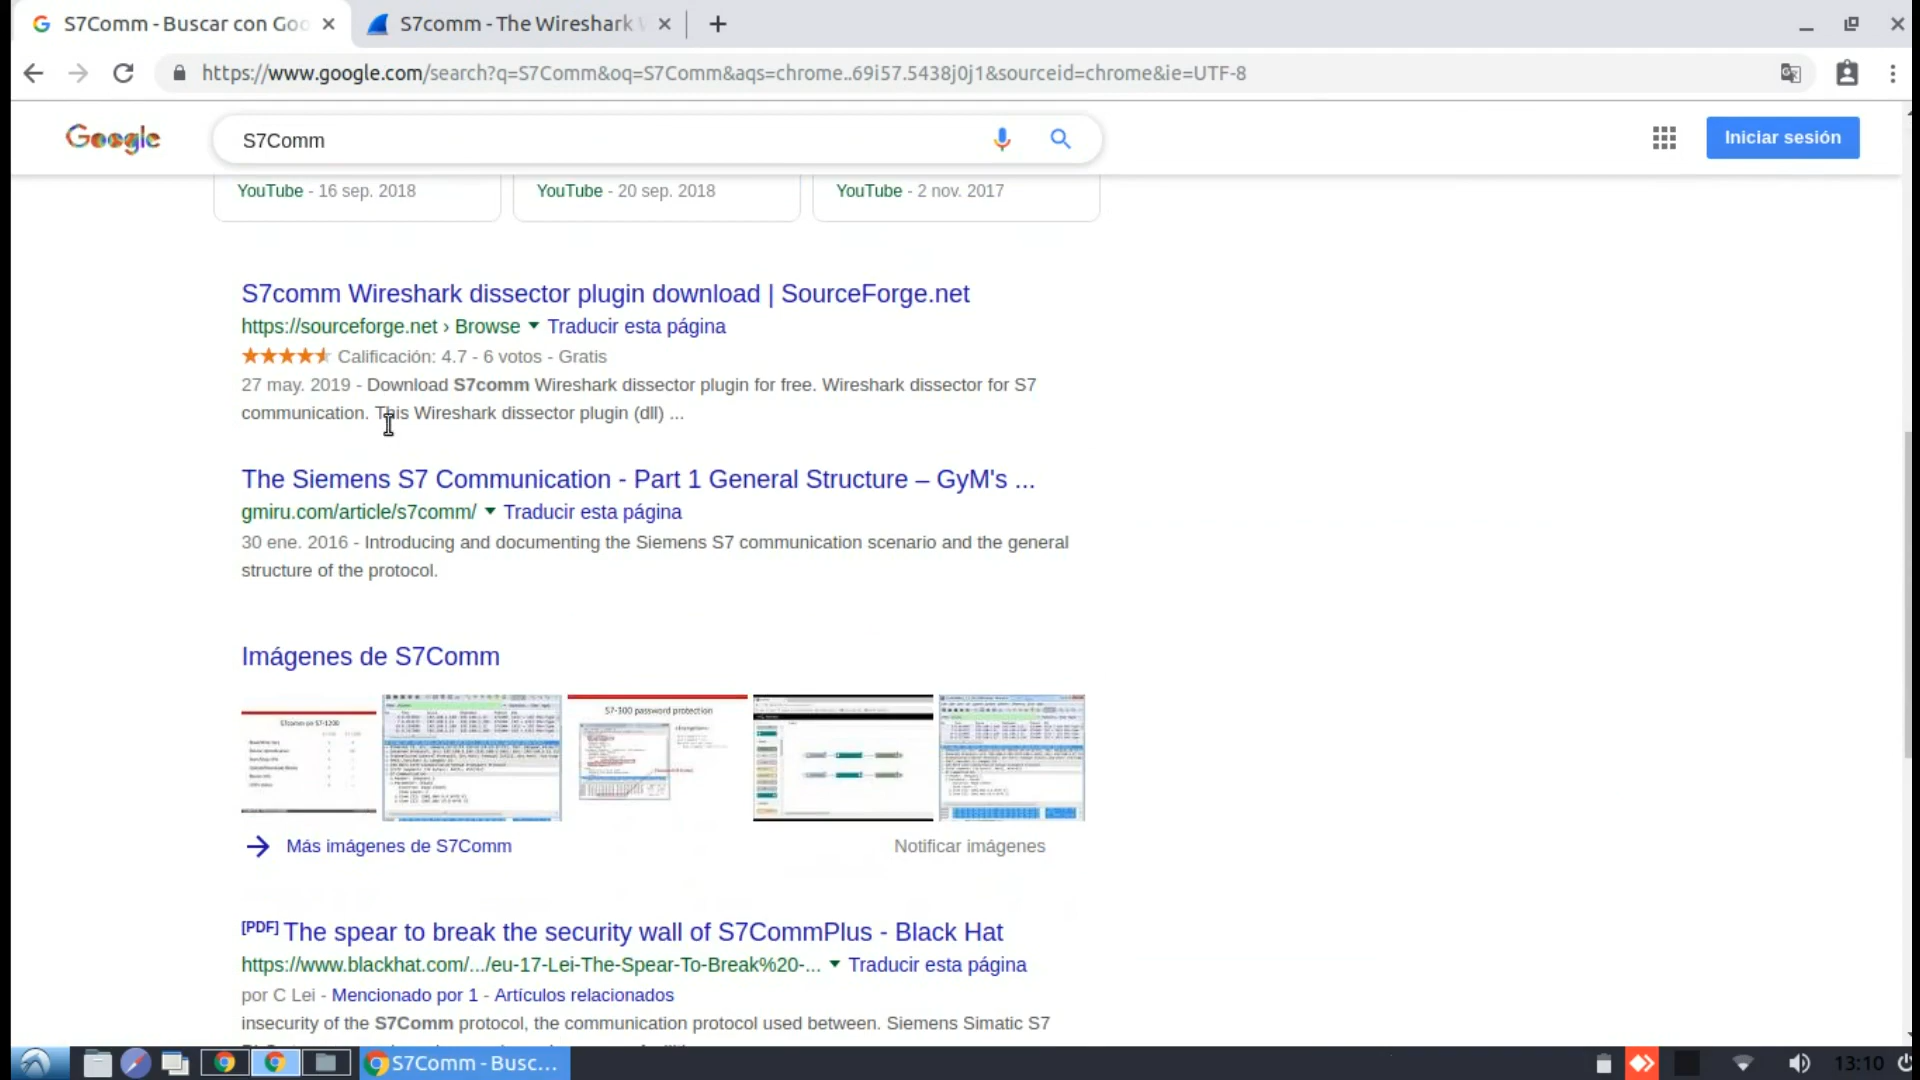 S7Comm - Buscar con Goo
S7comm - The Wireshark W
https://www.google.com/search?q=S7Comm&oq=S7Comm&aqs=chrome..69i57.5438j0j1&sourceid=chrome&ie=UTF-8
Google
S7Comm
Iniciar sesión
YouTube - 16 sep. 2018
YouTube - 20 sep. 2018
YouTube - 2 nov. 2017
S7comm Wireshark dissector plugin download | SourceForge.net
https://sourceforge.net › Browse ▼ Traducir esta página
Calificación: 4.7 - 6 votos - Gratis
27 may. 2019 - Download S7comm Wireshark dissector plugin for free. Wireshark dissector for S7
communication. This Wireshark dissector plugin (dll) ...
The Siemens S7 Communication - Part 1 General Structure – GyM's ...
gmiru.com/article/s7comm/ ▼ Traducir esta página
30 ene. 2016 - Introducing and documenting the Siemens S7 communication scenario and the general
structure of the protocol.
Imágenes de S7Comm
S7comm on S7-1200
S7-300 password protection
Más imágenes de S7Comm
Notificar imágenes
[PDF] The spear to break the security wall of S7CommPlus - Black Hat
https://www.blackhat.com/.../eu-17-Lei-The-Spear-To-Break%20-... ▼ Traducir esta página
por C Lei - Mencionado por 1 - Artículos relacionados
insecurity of the S7Comm protocol, the communication protocol used between. Siemens Simatic S7
S7Comm - Busc...
13:10